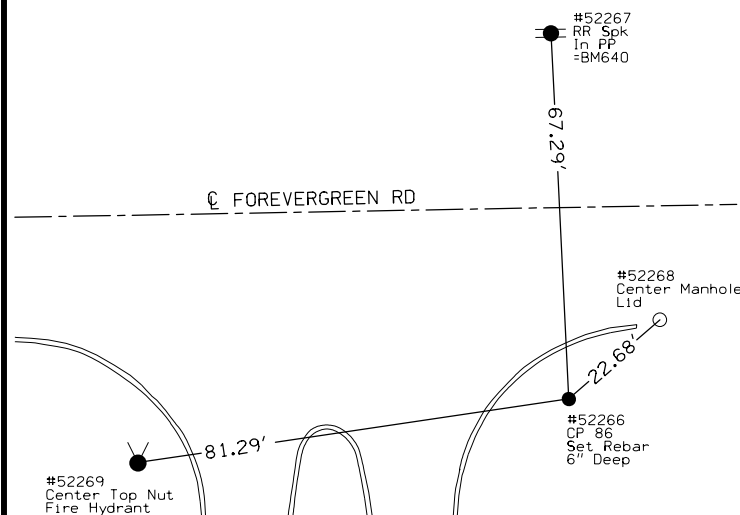 #52267
RR Spk
In PP
=BM640
67.29'
℄ FOREVERGREEN RD
#52268
Center Manhole
Lid
22.68'
81.29'
#52266
CP 86
Set Rebar
6" Deep
#52269
Center Top Nut
Fire Hydrant